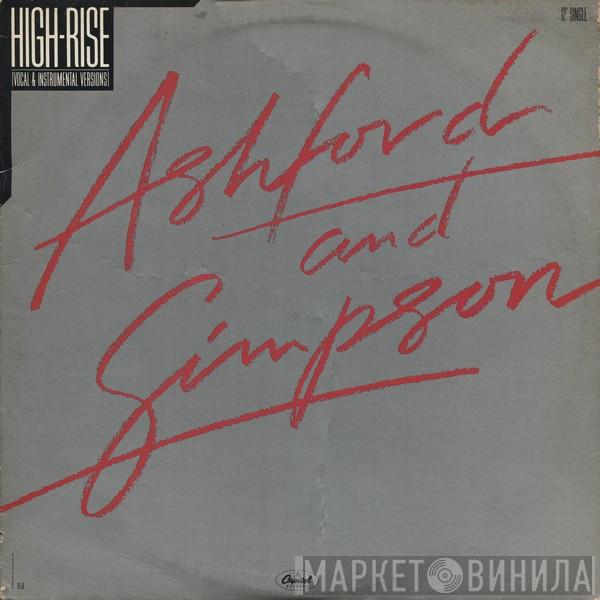 HIGH-RISE
(VOCAL & INSTRUMENTAL VERSIONS)
12" SINGLE
Ashford
and
Simpson
Capitol
МАРКЕТ ВИНИЛА